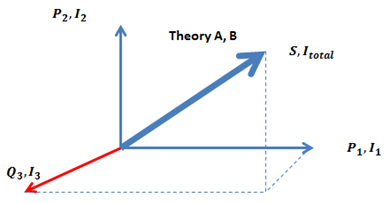 P₂, I₂
Theory A, B
S, Iₜₒₜₐₗ
P₁, I₁
Q₃, I₃